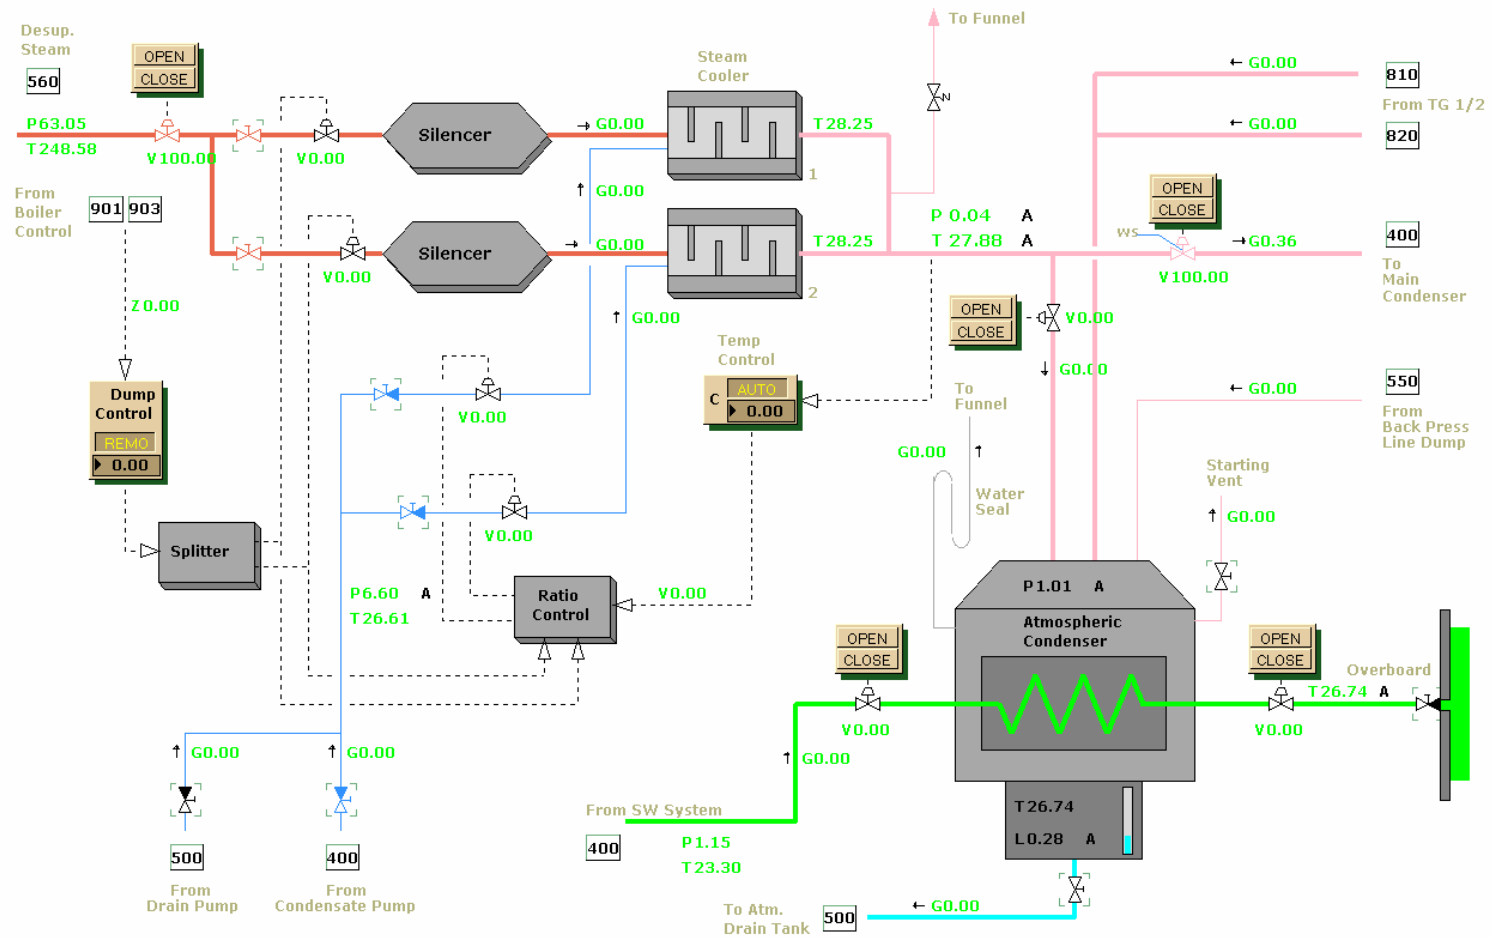 Desup.
Steam
560
OPEN
CLOSE
P63.05
T248.58
V100.00
V0.00
Silencer
G0.00
Steam
Cooler
T28.25
1
To Funnel
N
G0.00
810
From TG 1/2
G0.00
820
From
Boiler
Control
901
903
G0.00
V0.00
Silencer
G0.00
T28.25
2
P 0.04 A
T 27.88 A
OPEN
CLOSE
ws
V100.00
G0.36
400
To
Main
Condenser
Z0.00
G0.00
OPEN
CLOSE
V0.00
G0.00
Temp
Control
C
AUTO
0.00
Dump
Control
REMO
0.00
V0.00
V0.00
To
Funnel
G0.00
Water
Seal
G0.00
550
From
Back Press
Line Dump
Starting
Vent
G0.00
Splitter
P6.60 A
T26.61
Ratio
Control
V0.00
P1.01 A
Atmospheric
Condenser
OPEN
CLOSE
V0.00
OPEN
CLOSE
V0.00
Overboard
T26.74 A
G0.00
G0.00
G0.00
From SW System
400
P1.15
T23.30
T26.74
L0.28 A
500
From
Drain Pump
400
From
Condensate Pump
To Atm.
Drain Tank
500
G0.00